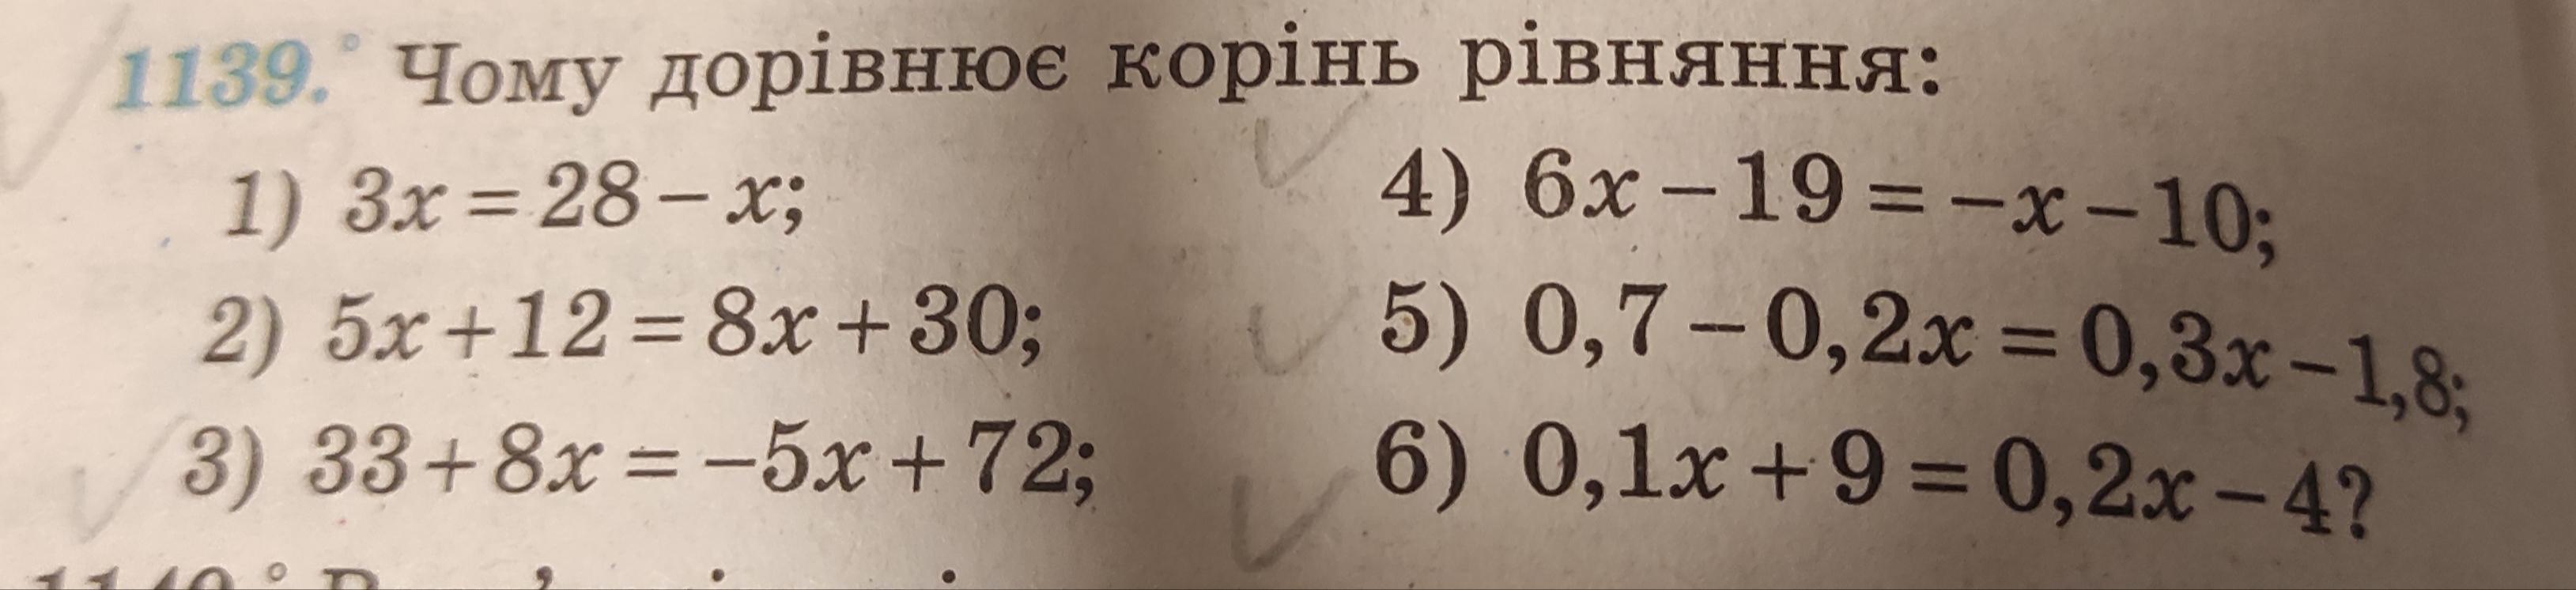 1139.° Чому дорівнює корінь рівняння:
1) 3x = 28 – x;
2) 5x + 12 = 8x + 30;
3) 33 + 8x = –5x + 72;
4) 6x – 19 = –x – 10;
5) 0,7 – 0,2x = 0,3x – 1,8;
6) 0,1x + 9 = 0,2x – 4?